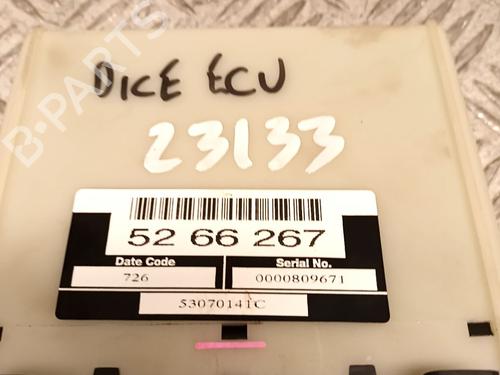 DICE ECU
23133
52 66 267
Date Code
Serial No.
726
0000809671
53070141C
B-PARTS